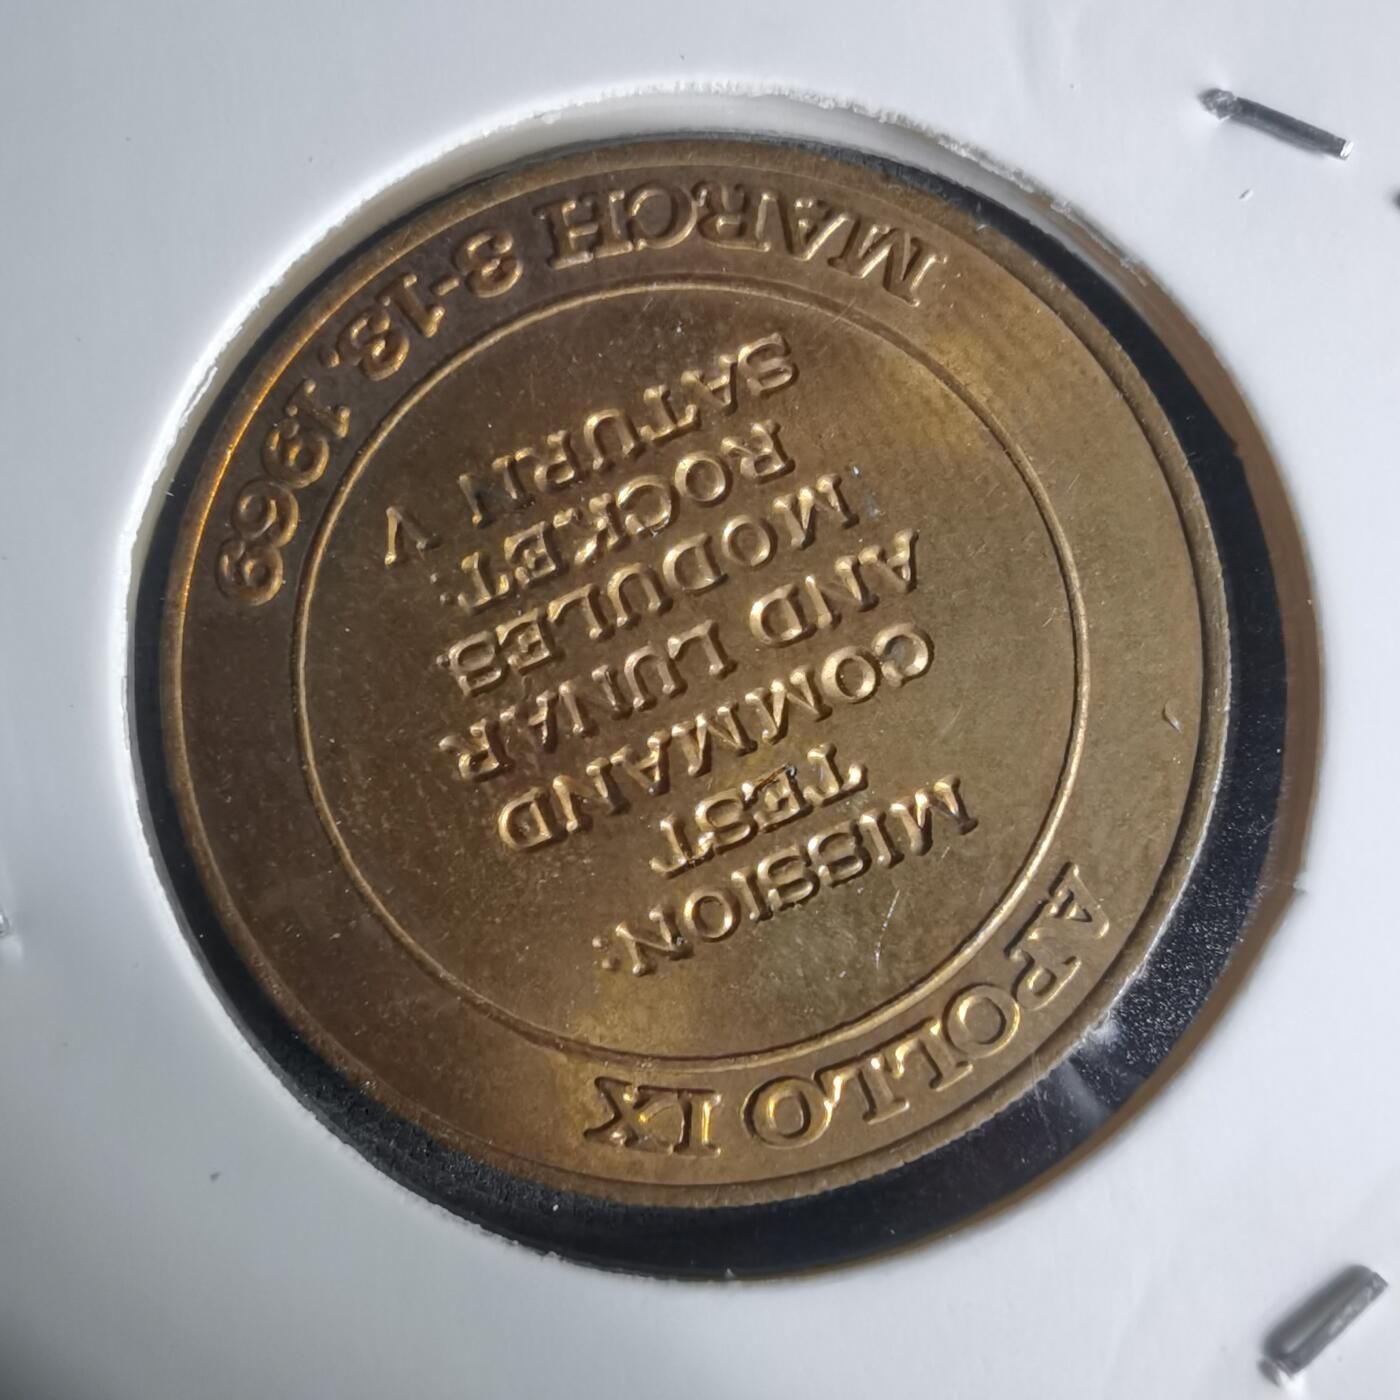 APOLLO IX
MISSION:
TEST
COMMAND
AND LUNAR
MODULES.
ROCKET:
SATURN V
MARCH 3-13, 1969